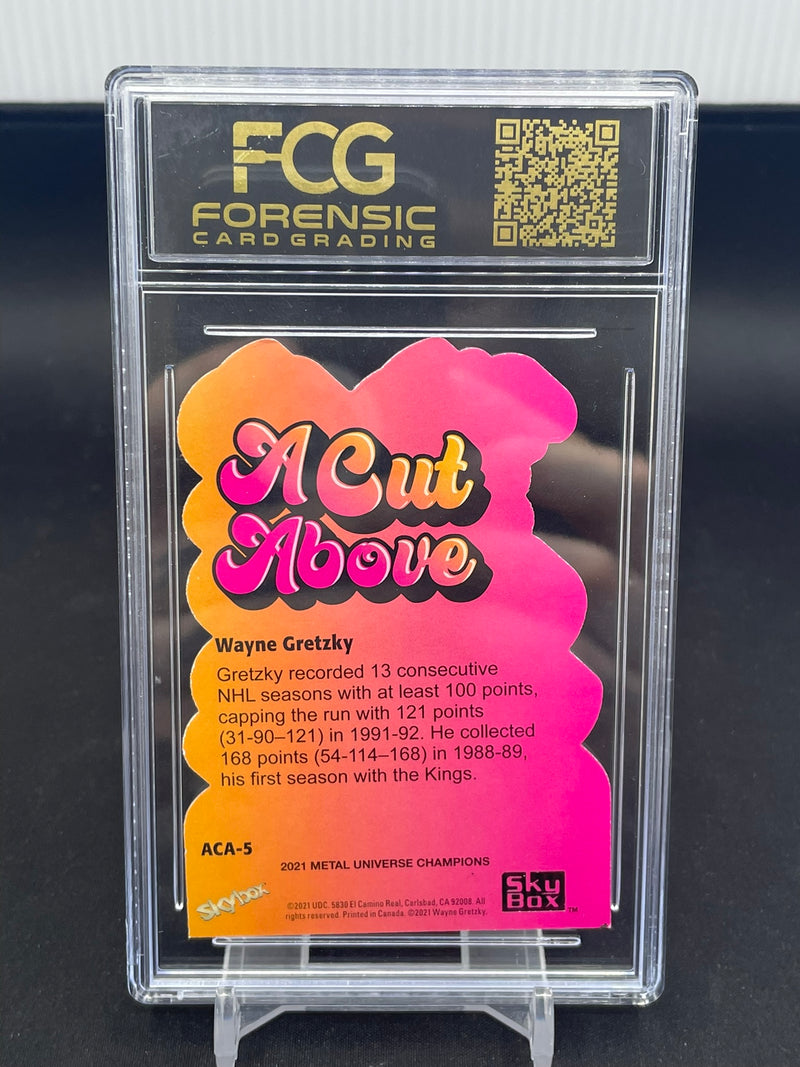 FCG
FORENSIC
CARD GRADING
A Cut
Above
Wayne Gretzky
Gretzky recorded 13 consecutive
NHL seasons with at least 100 points,
capping the run with 121 points
(31-90–121) in 1991-92. He collected
168 points (54-114–168) in 1988-89,
his first season with the Kings.
ACA-5
2021 METAL UNIVERSE CHAMPIONS
skybox
Sky
Box
TM
©2021 UDC. 5830 El Camino Real, Carlsbad, CA 92008. All
rights reserved. Printed in Canada. ©2021 Wayne Gretzky.